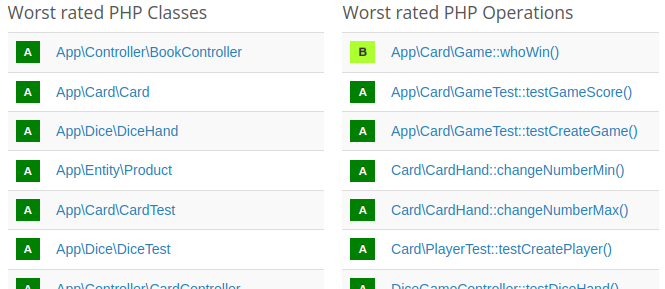 Worst rated PHP Classes
A App\Controller\BookController
A App\Card\Card
A App\Dice\DiceHand
A App\Entity\Product
A App\Card\CardTest
A App\Dice\DiceTest
A App\Controller\CardController
Worst rated PHP Operations
B App\Card\Game::whoWin()
A App\Card\GameTest::testGameScore()
A App\Card\GameTest::testCreateGame()
A Card\CardHand::changeNumberMin()
A Card\CardHand::changeNumberMax()
A Card\PlayerTest::testCreatePlayer()
A DiceGameController::testDiceHand()